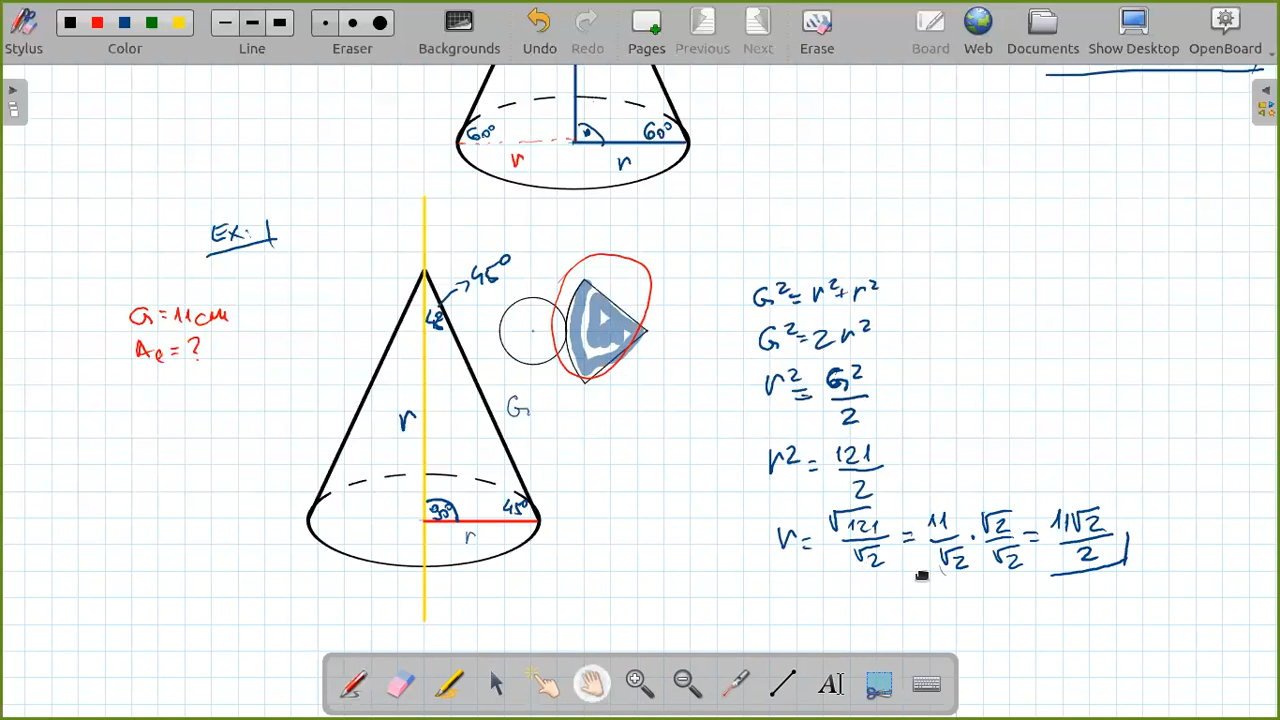 Stylus Color Line Eraser Backgrounds Undo Redo Pages Previous Next Erase Board Web Documents Show Desktop OpenBoard
60° 60°
r r
Ex: 1
45°
45°
G = 11cm
Ae = ?
r
G
90° 45°
r
G² = r² + r²
G² = 2r²
r² = G²/2
r² = 121/2
r = √121/√2 = 11/√2 · √2/√2 = 11√2/2